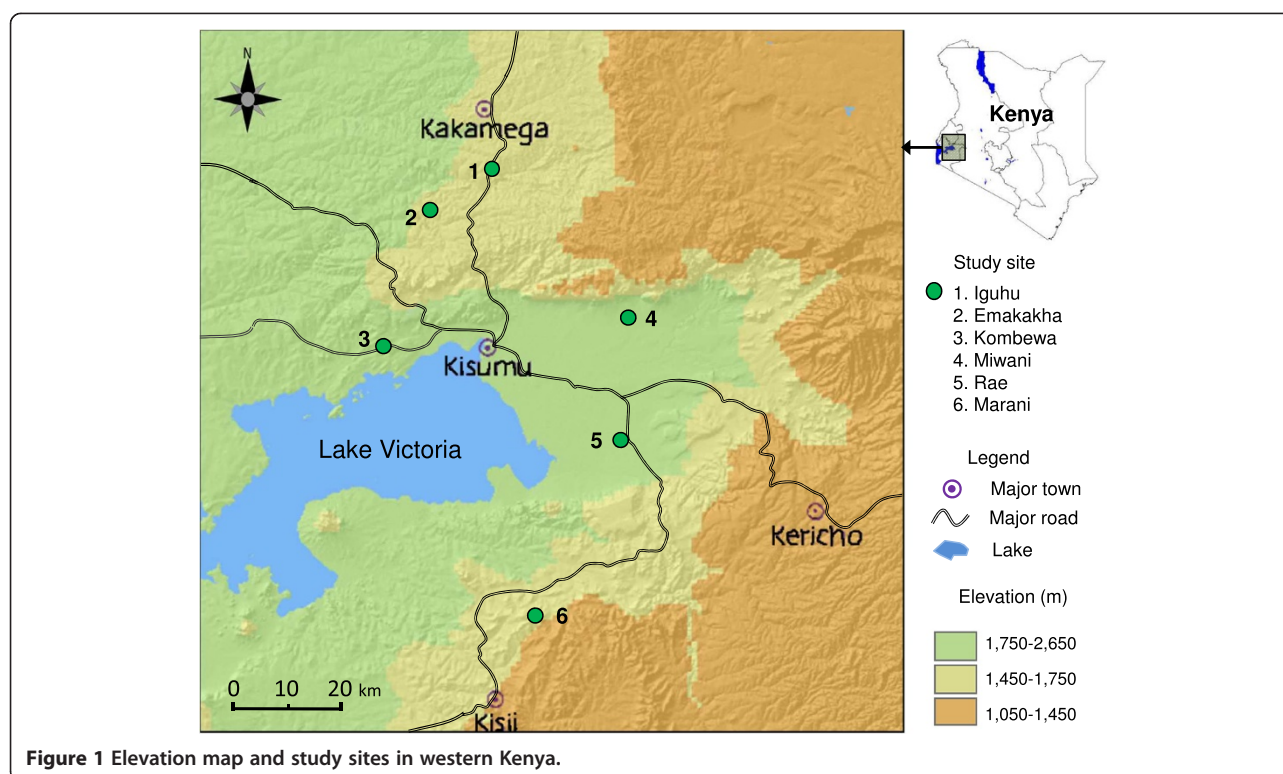 N
Kakamega
1
2
3
4
Kisumu
Lake Victoria
5
Kericho
6
0 10 20 km
Kisii
Kenya
Study site
1. Iguhu
2. Emakakha
3. Kombewa
4. Miwani
5. Rae
6. Marani
Legend
Major town
Major road
Lake
Elevation (m)
1,750-2,650
1,450-1,750
1,050-1,450
Figure 1 Elevation map and study sites in western Kenya.